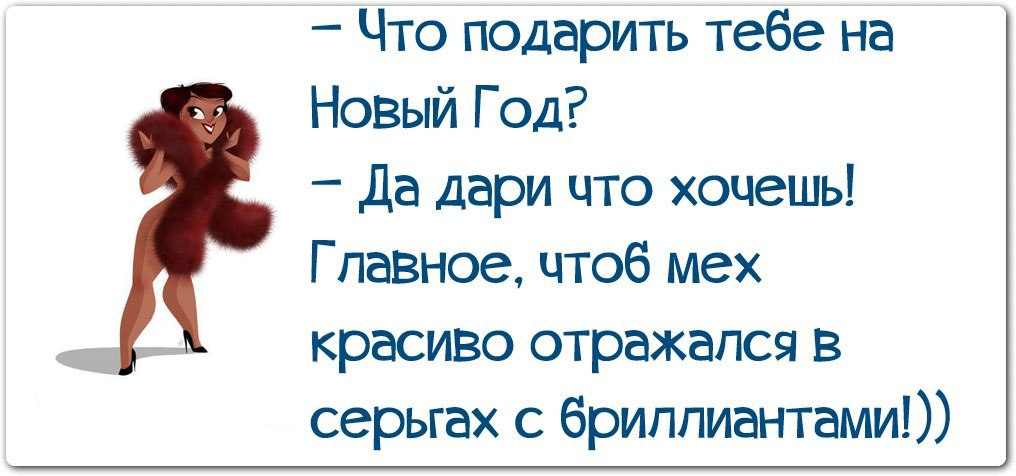 – Что подарить тебе на
Новый Год?
– Да дари что хочешь!
Главное, чтоб мех
красиво отражался в
серьгах с бриллиантами!))